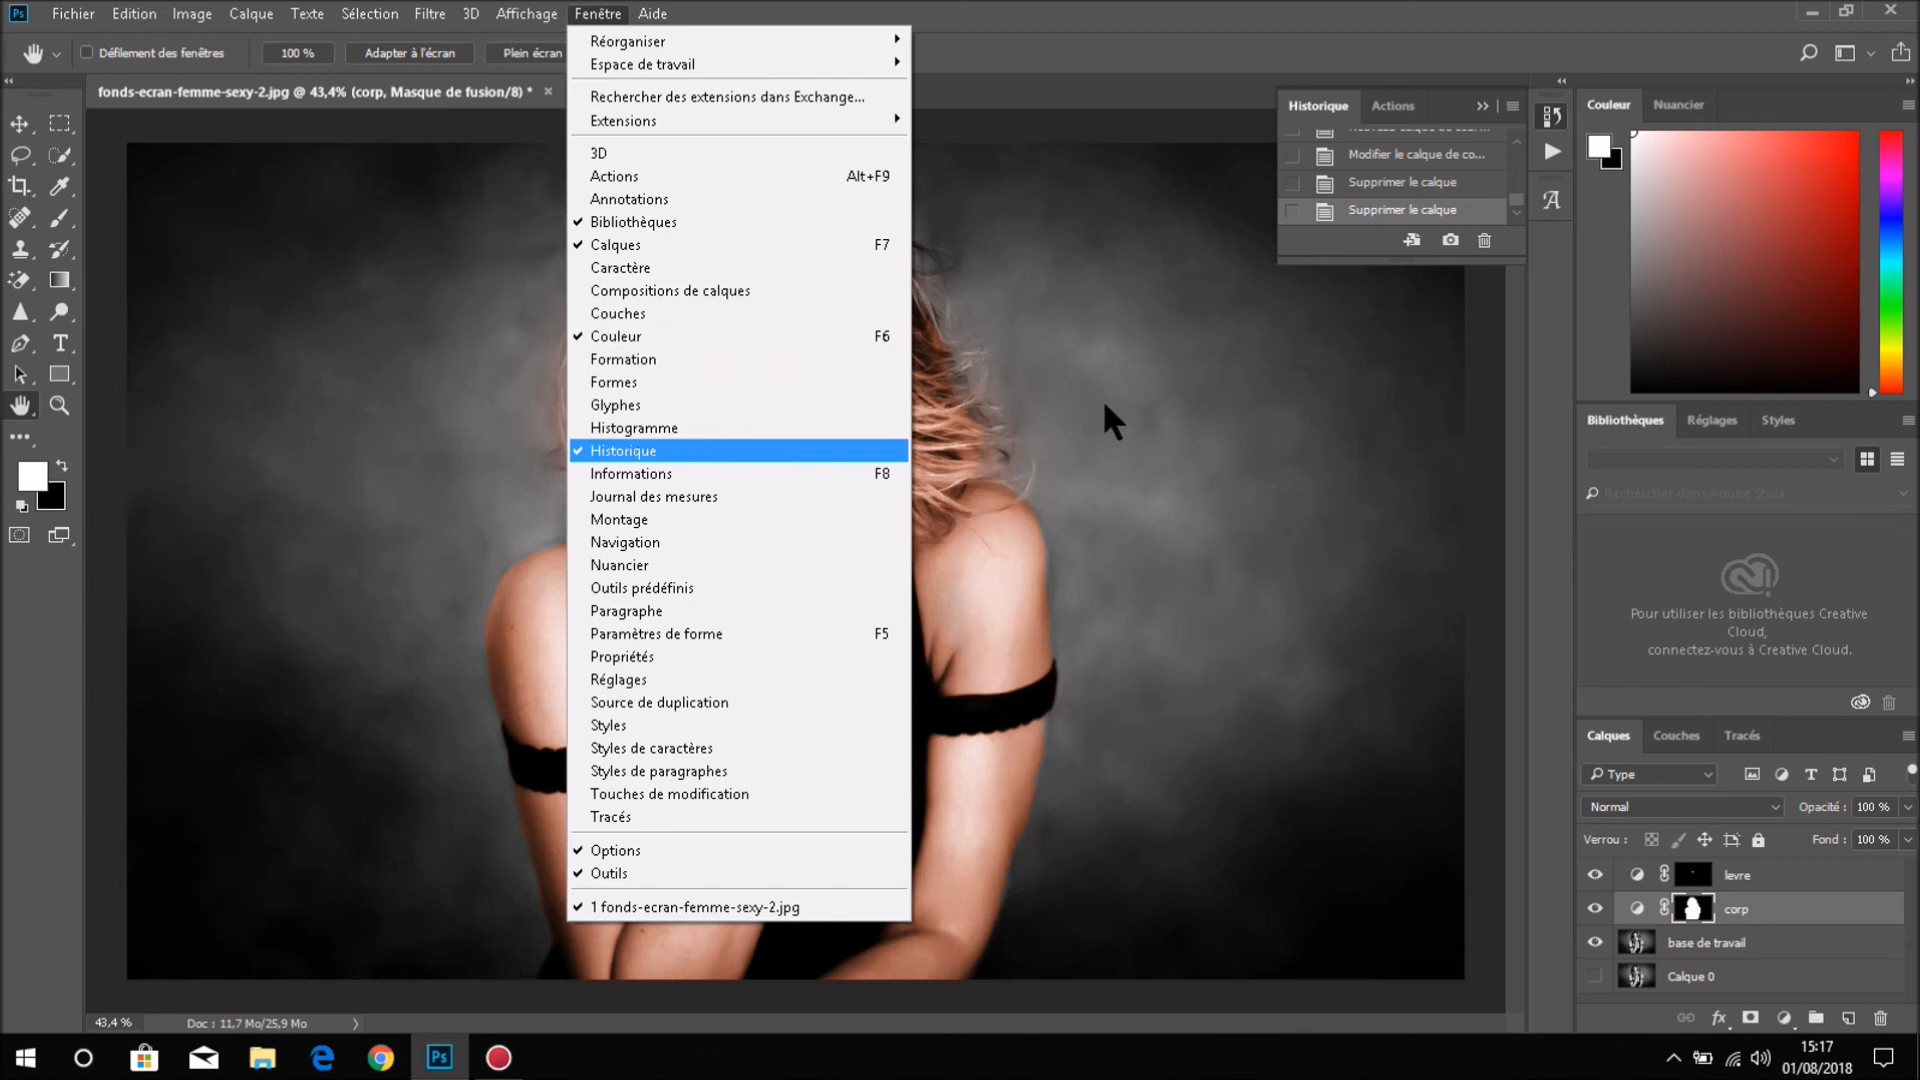 Ps Fichier Edition Image Calque Texte Sélection Filtre 3D Affichage Fenêtre Aide
Défilement des fenêtres 100 % Adapter à l'écran Plein écran
fonds-ecran-femme-sexy-2.jpg @ 43,4% (corp, Masque de fusion/8) *
Réorganiser
Espace de travail
Rechercher des extensions dans Exchange...
Extensions
3D
Actions Alt+F9
Annotations
Bibliothèques
Calques F7
Caractère
Compositions de calques
Couches
Couleur F6
Formation
Formes
Glyphes
Histogramme
Historique
Informations F8
Journal des mesures
Montage
Navigation
Nuancier
Outils prédéfinis
Paragraphe
Paramètres de forme F5
Propriétés
Réglages
Source de duplication
Styles
Styles de caractères
Styles de paragraphes
Touches de modification
Tracés
Options
Outils
1 fonds-ecran-femme-sexy-2.jpg
Historique Actions
Modifier le calque de co...
Supprimer le calque
Supprimer le calque
Couleur Nuancier
Bibliothèques Réglages Styles
Rechercher dans Adobe Stock
Pour utiliser les bibliothèques Creative
Cloud,
connectez-vous à Creative Cloud.
Calques Couches Tracés
Type
Normal Opacité : 100 %
Verrou : Fond : 100 %
levre
corp
base de travail
Calque 0
fx
43,4 % Doc : 11,7 Mo/25,9 Mo
Ps
15:17
01/08/2018